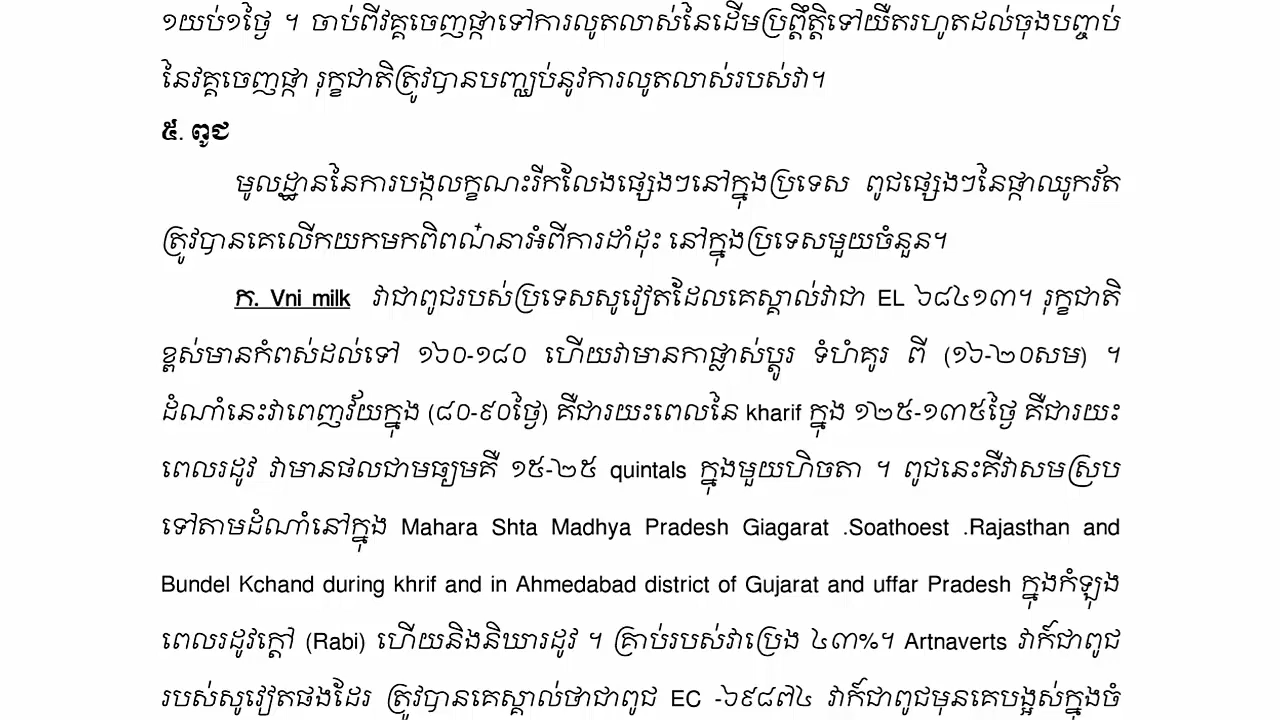 ១យប់១ថ្ងៃ ។ ចាប់ពីវគ្គចេញផ្កាទៅការលូតលាស់នៃដើមប្រព្តឹត្តិទៅយឺតរហូតដល់ចុងបញ្ចាប់
នៃវគ្គចេញផ្កា រុក្ខជាតិត្រូវបានបញ្ឈប់នូវការលូតលាស់របស់វា។
៥. ពូជ
មូលដ្ឋាននៃការបង្កលក្ខណះរីកលែងផ្សេងៗនៅក្នុងប្រទេស ពូជផ្សេងៗនៃផ្កាឈូករ័ត
ត្រូវបានគេលើកយកមកពិពណ៌នាអំពីការដាំដុះ នៅក្នុងប្រទេសមួយចំនួន។
ក. Vni milk វាជាពូជរបស់ប្រទេសសូវៀតដែលគេស្គាល់វាជា EL ៦៨៤១៣។ រុក្ខជាតិ
ខ្ពស់មានកំពស់ដល់ទៅ ១៦០-១៨០ ហើយវាមានកាផ្លាស់ប្តូរ ទំហំគូរ ពី (១៦-២០សម) ។
ដំណាំនេះវាពេញវ័យក្នុង (៨០-៩០ថ្ងៃ) គឺជារយះពេលនៃ kharif ក្នុង ១២៥-១៣៥ថ្ងៃ គឺជារយះ
ពេលរដូវ វាមានផលជាមធ្យមគឺ ១៥-២៥ quintals ក្នុងមួយហិចតា ។ ពូជនេះគឺវាសមស្រប
ទៅតាមដំណាំនៅក្នុង Mahara Shta Madhya Pradesh Giagarat .Soathoest .Rajasthan and
Bundel Kchand during khrif and in Ahmedabad district of Gujarat and uffar Pradesh ក្នុងកំឡុង
ពេលរដូវក្តៅ (Rabi) ហើយនិងនិឃារដូវ ។ គ្រាប់របស់វាប្រេង ៤៣%។ Artnaverts វាក៏ជាពូជ
របស់សូវៀតផងដែរ ត្រូវបានគេស្គាល់ថាជាពូជ EC -៦៩៨៧៤ វាក៏ជាពូជមុនគេបង្អស់ក្នុងចំ